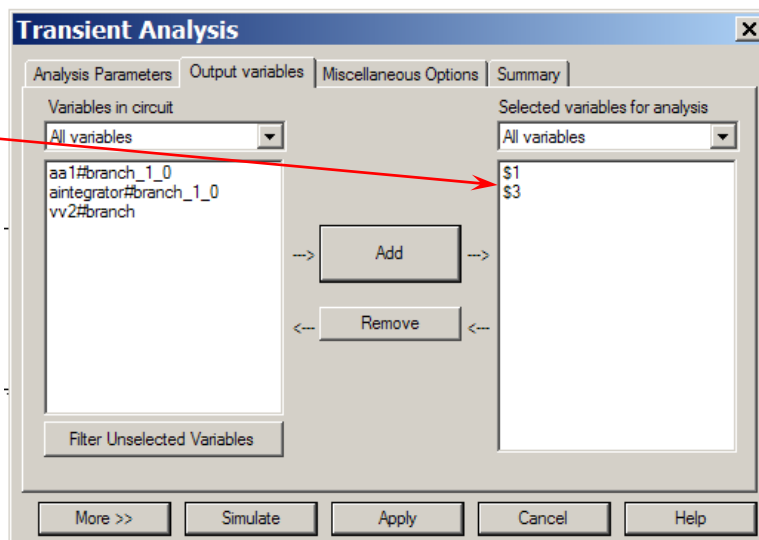 Transient Analysis
Analysis Parameters Output variables Miscellaneous Options Summary
Variables in circuit Selected variables for analysis
All variables All variables
aa1#branch_1_0 $1
aintegrator#branch_1_0 $3
vv2#branch
---> Add --->
<--- Remove <---
Filter Unselected Variables
More >> Simulate Apply Cancel Help